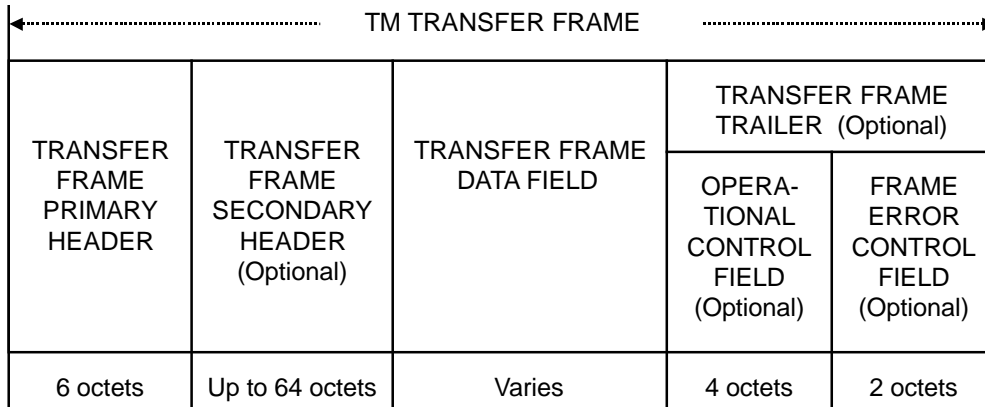 TM TRANSFER FRAME
TRANSFER
FRAME
PRIMARY
HEADER
TRANSFER
FRAME
SECONDARY
HEADER
(Optional)
TRANSFER FRAME
DATA FIELD
TRANSFER FRAME
TRAILER (Optional)
OPERA-
TIONAL
CONTROL
FIELD
(Optional)
FRAME
ERROR
CONTROL
FIELD
(Optional)
6 octets
Up to 64 octets
Varies
4 octets
2 octets